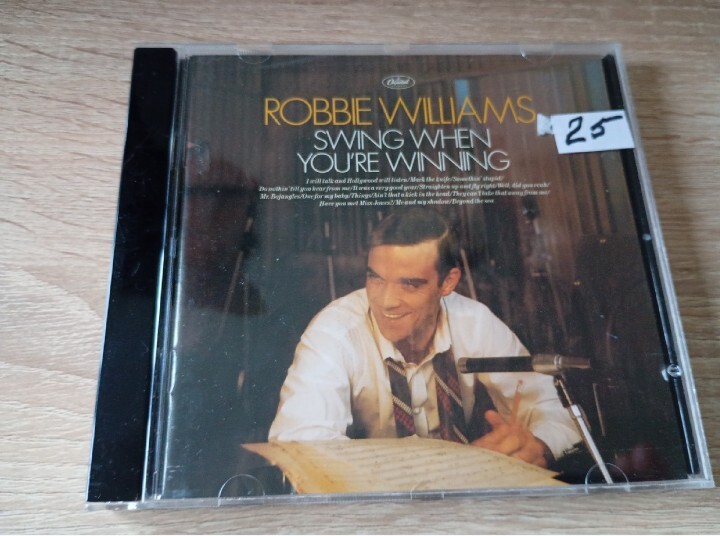 Capitol
ROBBIE WILLIAMS
25
SWING WHEN
YOU'RE WINNING
I will talk and Hollywood will listen/Mack the knife/Somethin' stupid/
Do nothin' till you hear from me/It was a very good year/Straighten up and fly right/Well, did you evah/
Mr. Bojangles/One for my baby/Things/Ain't that a kick in the head/They can't take that away from me/
Have you met Miss Jones?/Me and my shadow/Beyond the sea